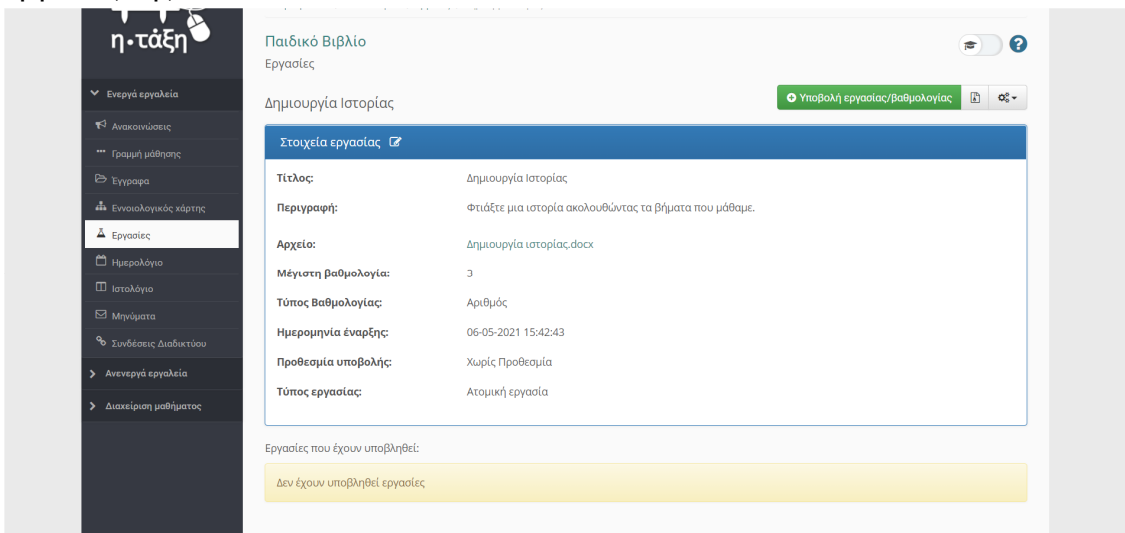 η·τάξη
Παιδικό Βιβλίο
Εργασίες
Ενεργά εργαλεία
Ανακοινώσεις
Γραμμή μάθησης
Έγγραφα
Εννοιολογικός χάρτης
Εργασίες
Ημερολόγιο
Ιστολόγιο
Μηνύματα
Συνδέσεις Διαδικτύου
Ανενεργά εργαλεία
Διαχείριση μαθήματος
Δημιουργία Ιστορίας
Υποβολή εργασίας/βαθμολογίας
Στοιχεία εργασίας
Τίτλος: Δημιουργία Ιστορίας
Περιγραφή: Φτιάξτε μια ιστορία ακολουθώντας τα βήματα που μάθαμε.
Αρχείο: Δημιουργία ιστορίας.docx
Μέγιστη βαθμολογία: 3
Τύπος Βαθμολογίας: Αριθμός
Ημερομηνία έναρξης: 06-05-2021 15:42:43
Προθεσμία υποβολής: Χωρίς Προθεσμία
Τύπος εργασίας: Ατομική εργασία
Εργασίες που έχουν υποβληθεί:
Δεν έχουν υποβληθεί εργασίες